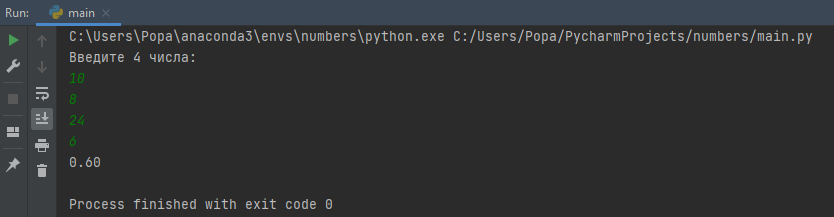 Run: main
C:\Users\Popa\anaconda3\envs\numbers\python.exe C:/Users/Popa/PycharmProjects/numbers/main.py
Введите 4 числа:
10
8
24
6
0.60
Process finished with exit code 0